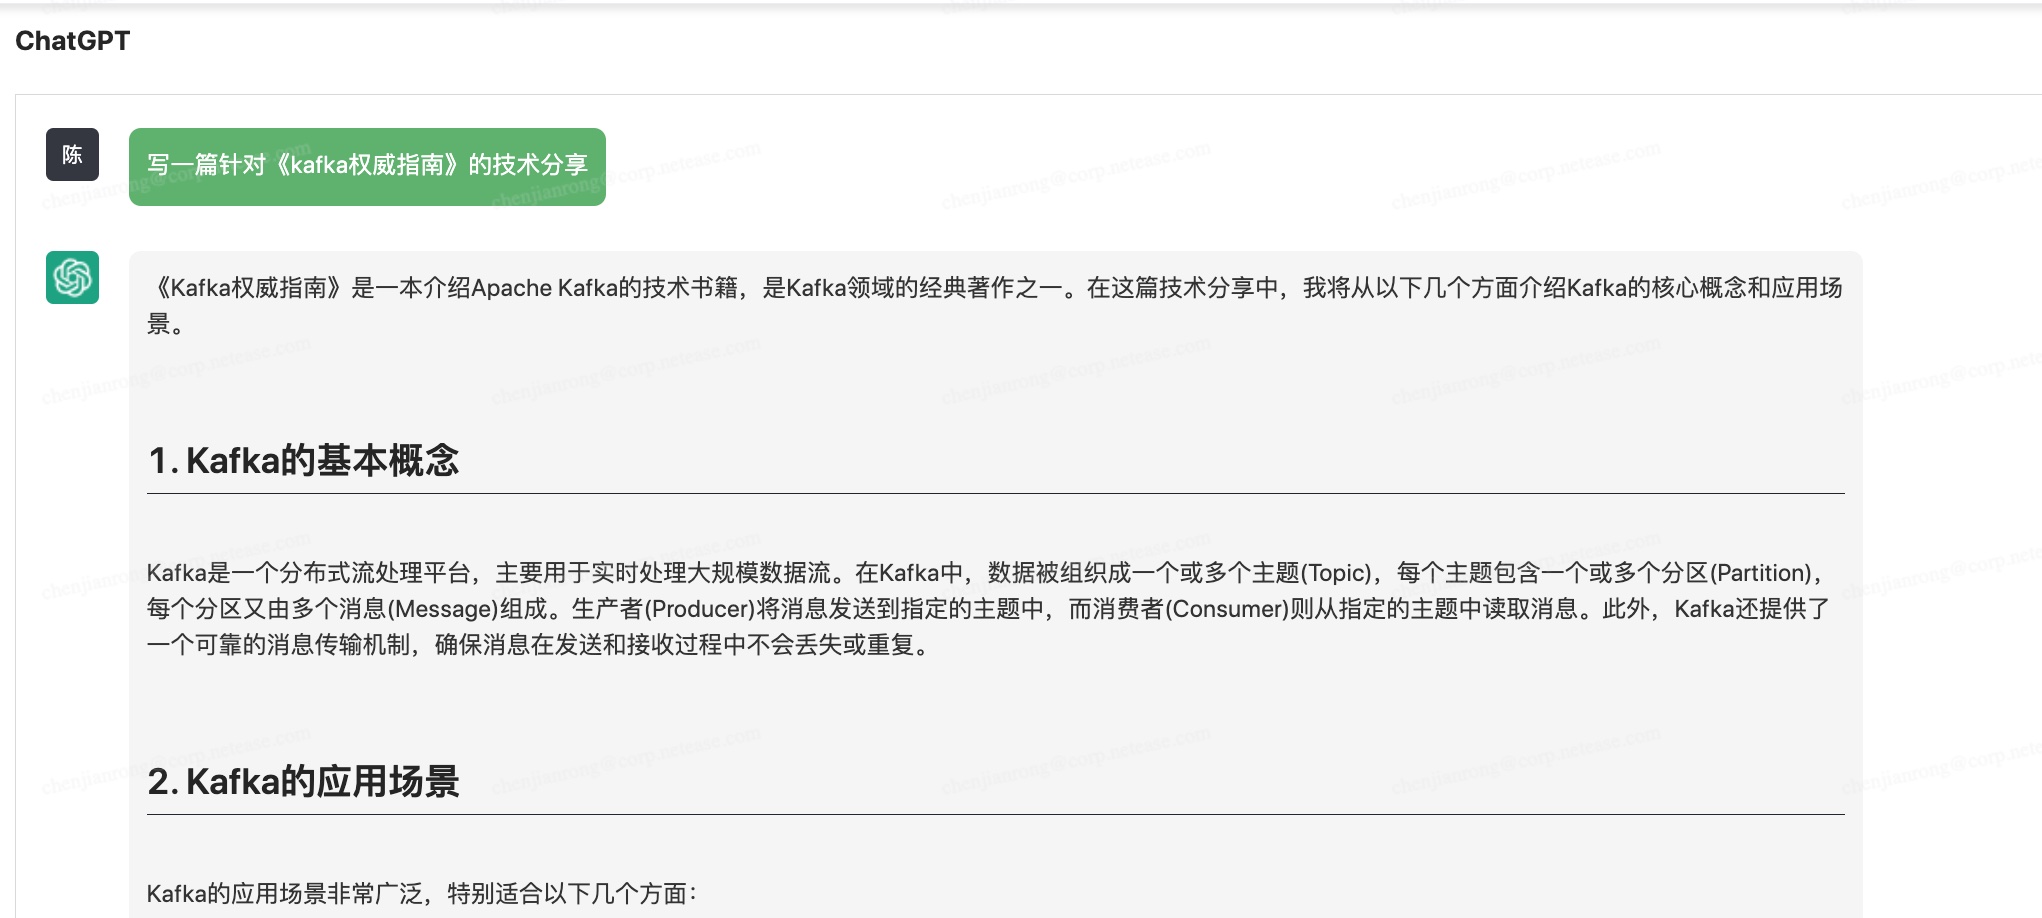 ChatGPT
陈
写一篇针对《kafka权威指南》的技术分享
《Kafka权威指南》是一本介绍Apache Kafka的技术书籍，是Kafka领域的经典著作之一。在这篇技术分享中，我将从以下几个方面介绍Kafka的核心概念和应用场
景。
1. Kafka的基本概念
Kafka是一个分布式流处理平台，主要用于实时处理大规模数据流。在Kafka中，数据被组织成一个或多个主题(Topic)，每个主题包含一个或多个分区(Partition)，
每个分区又由多个消息(Message)组成。生产者(Producer)将消息发送到指定的主题中，而消费者(Consumer)则从指定的主题中读取消息。此外，Kafka还提供了
一个可靠的消息传输机制，确保消息在发送和接收过程中不会丢失或重复。
2. Kafka的应用场景
Kafka的应用场景非常广泛，特别适合以下几个方面：
chenjianrong@corp.netease.com